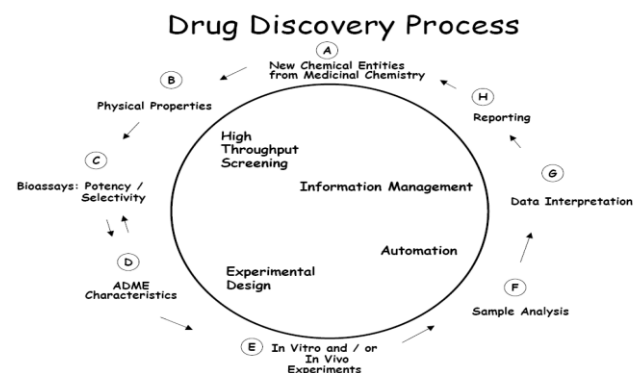 Drug Discovery Process
A
New Chemical Entities
from Medicinal Chemistry
B
Physical Properties
H
Reporting
High
Throughput
Screening
C
Bioassays: Potency /
Selectivity
Information Management
G
Data Interpretation
Automation
D
ADME
Characteristics
Experimental
Design
F
Sample Analysis
E
In Vitro and / or
In Vivo
Experiments